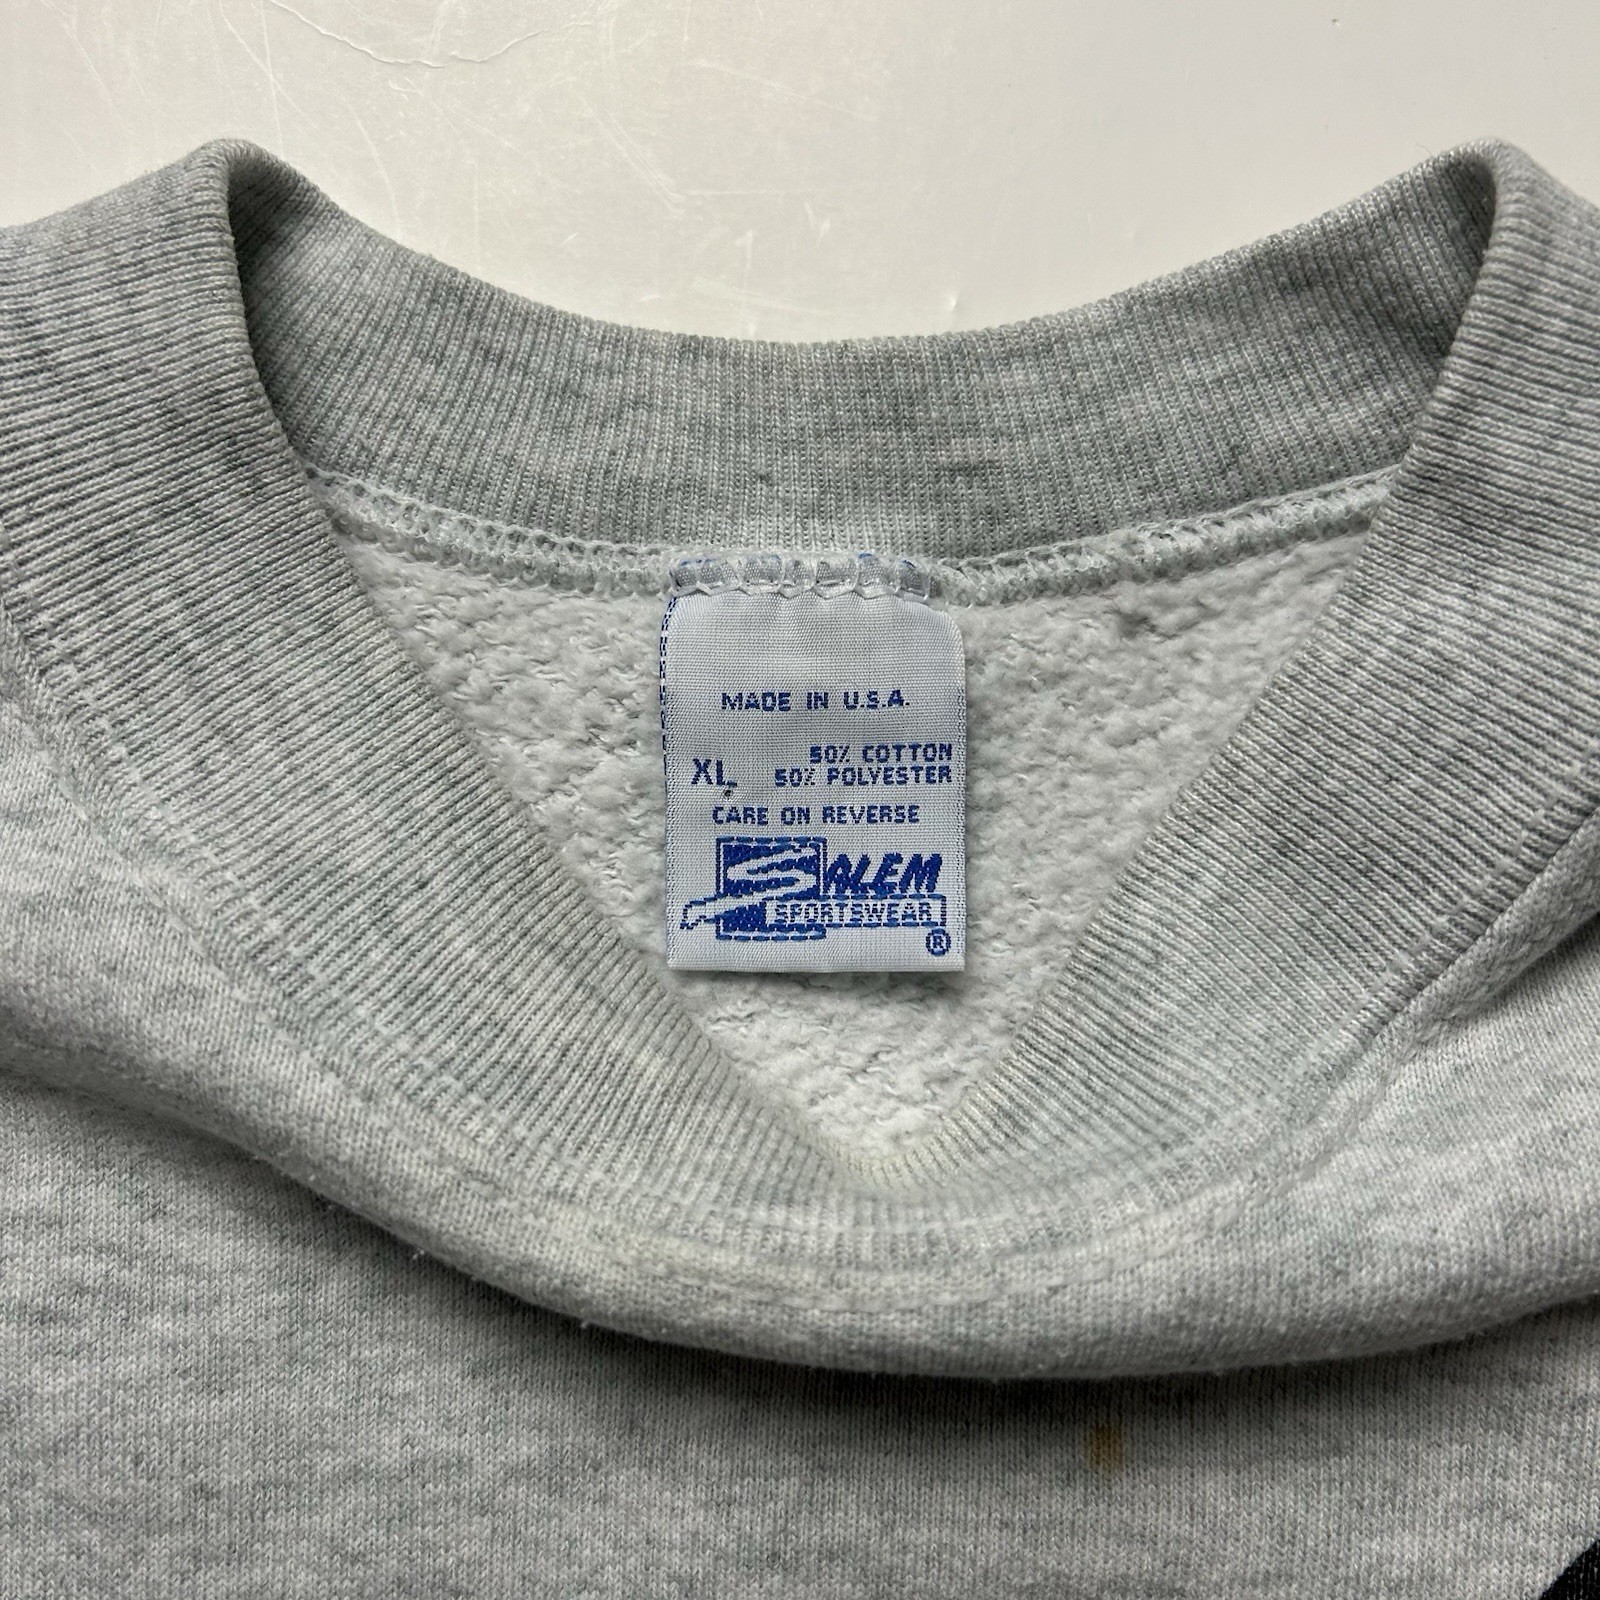 MADE IN U.S.A.
XL 50% COTTON
50% POLYESTER
CARE ON REVERSE
SALEM
SPORTSWEAR
®